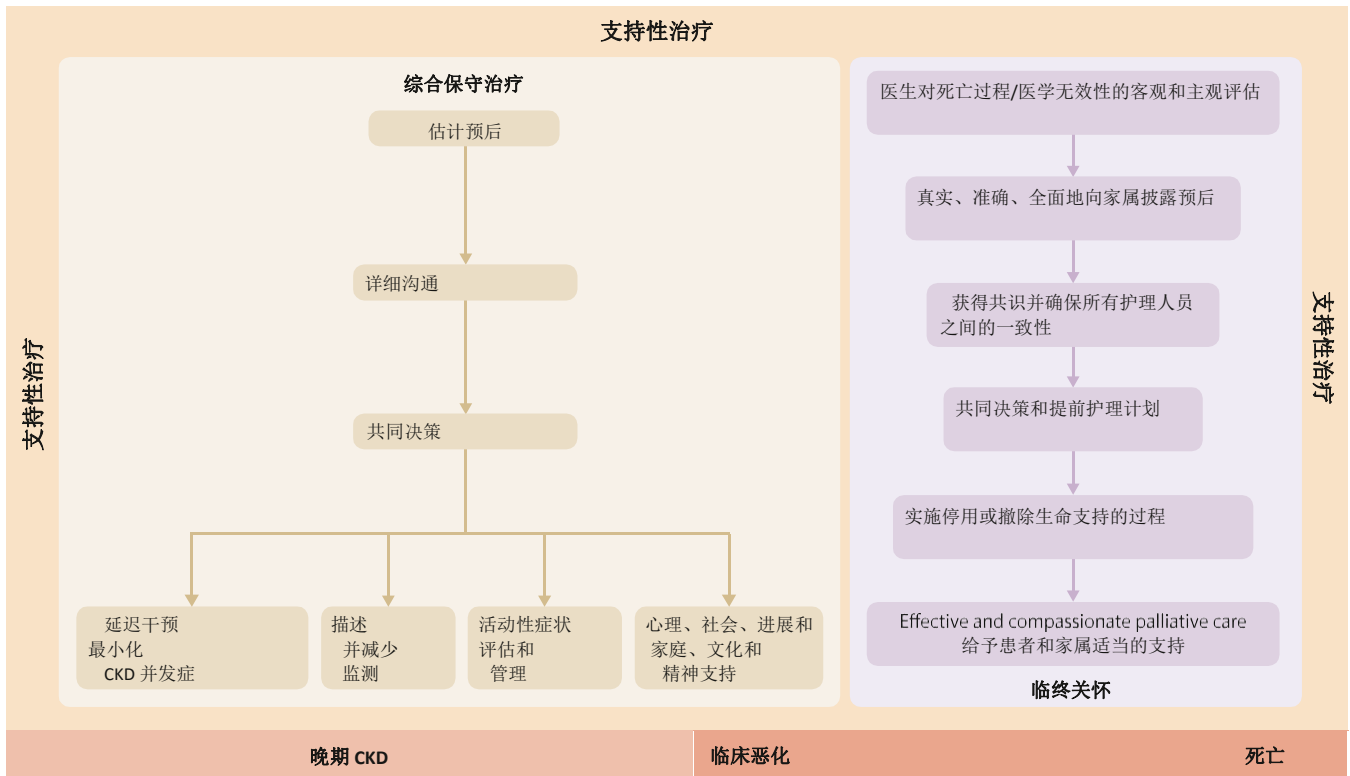 支持性治疗
综合保守治疗
估计预后
详细沟通
共同决策
延迟干预
最小化
CKD 并发症
描述
并减少
监测
活动性症状
评估和
管理
心理、社会、进展和
家庭、文化和
精神支持
医生对死亡过程/医学无效性的客观和主观评估
真实、准确、全面地向家属披露预后
获得共识并确保所有护理人员
之间的一致性
共同决策和提前护理计划
实施停用或撤除生命支持的过程
Effective and compassionate palliative care
给予患者和家属适当的支持
临终关怀
支持性治疗
支持性治疗
晚期 CKD
临床恶化
死亡